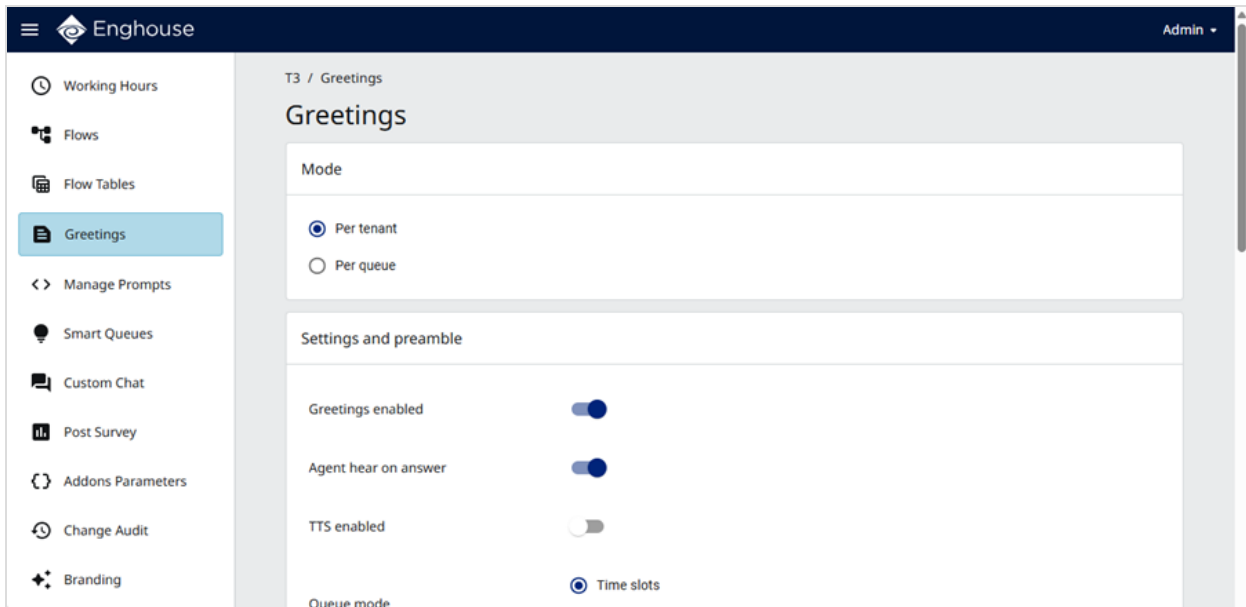 Enghouse
Admin
Working Hours
Flows
Flow Tables
Greetings
Manage Prompts
Smart Queues
Custom Chat
Post Survey
Addons Parameters
Change Audit
Branding
T3 / Greetings
Greetings
Mode
Per tenant
Per queue
Settings and preamble
Greetings enabled
Agent hear on answer
TTS enabled
Queue mode
Time slots